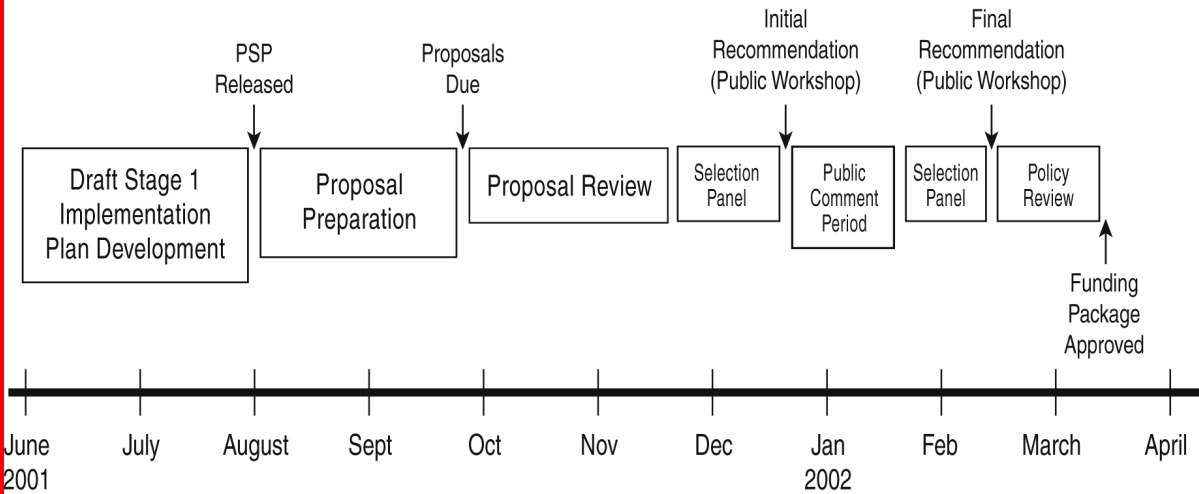 PSP
Released
Proposals
Due
Initial
Recommendation
(Public Workshop)
Final
Recommendation
(Public Workshop)
Draft Stage 1
Implementation
Plan Development
Proposal
Preparation
Proposal Review
Selection
Panel
Public
Comment
Period
Selection
Panel
Policy
Review
Funding
Package
Approved
June
2001
July
August
Sept
Oct
Nov
Dec
Jan
2002
Feb
March
April